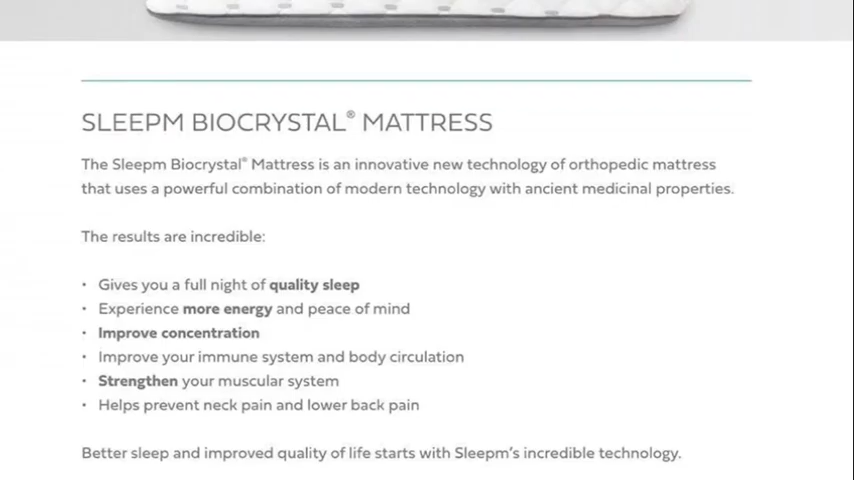 SLEEPM BIOCRYSTAL® MATTRESS
The Sleepm Biocrystal® Mattress is an innovative new technology of orthopedic mattress
that uses a powerful combination of modern technology with ancient medicinal properties.
The results are incredible:
• Gives you a full night of quality sleep
• Experience more energy and peace of mind
• Improve concentration
• Improve your immune system and body circulation
• Strengthen your muscular system
• Helps prevent neck pain and lower back pain
Better sleep and improved quality of life starts with Sleepm's incredible technology.